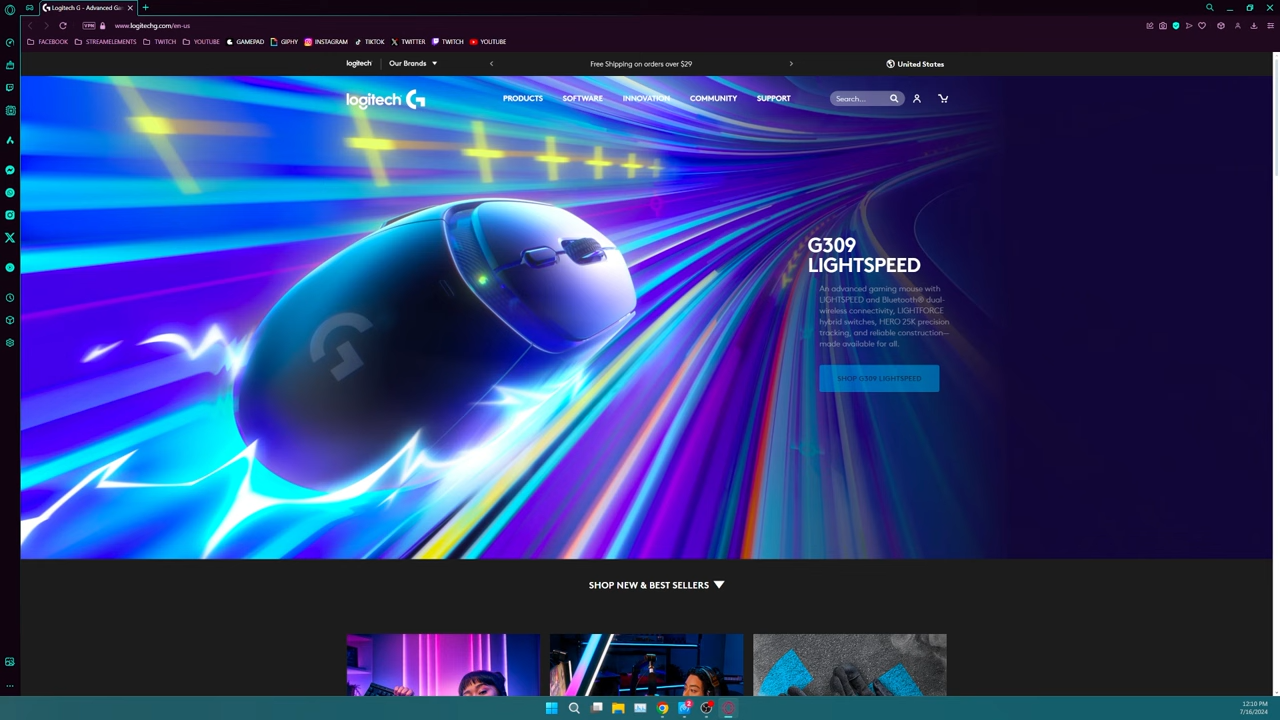 Logitech G - Advanced Ga
VPN
www.logitechg.com/en-us
FACEBOOK
STREAMELEMENTS
TWITCH
YOUTUBE
GAMEPAD
GIPHY
INSTAGRAM
TIKTOK
TWITTER
TWITCH
YOUTUBE
logitech
Our Brands
Free Shipping on orders over $29
United States
logitech G
PRODUCTS
SOFTWARE
INNOVATION
COMMUNITY
SUPPORT
Search...
G309
LIGHTSPEED
An advanced gaming mouse with
LIGHTSPEED and Bluetooth® dual-
wireless connectivity, LIGHTFORCE
hybrid switches, HERO 25K precision
tracking, and reliable construction—
made available for all.
SHOP G309 LIGHTSPEED
SHOP NEW & BEST SELLERS
12:10 PM
7/16/2024